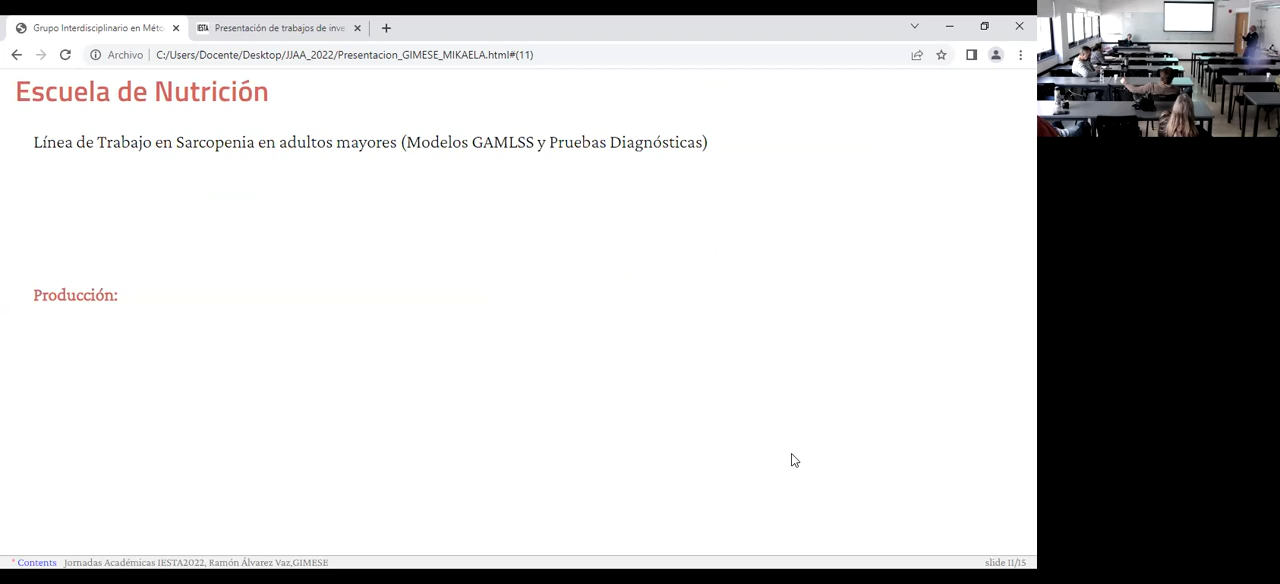 Grupo Interdisciplinario en Méto
IESTA Presentación de trabajos de inve
Archivo C:/Users/Docente/Desktop/JJAA_2022/Presentacion_GIMESE_MIKAELA.html#(11)
Escuela de Nutrición
Línea de Trabajo en Sarcopenia en adultos mayores (Modelos GAMLSS y Pruebas Diagnósticas)
Producción:
* Contents Jornadas Académicas IESTA2022, Ramón Álvarez Vaz,GIMESE
slide 11/15